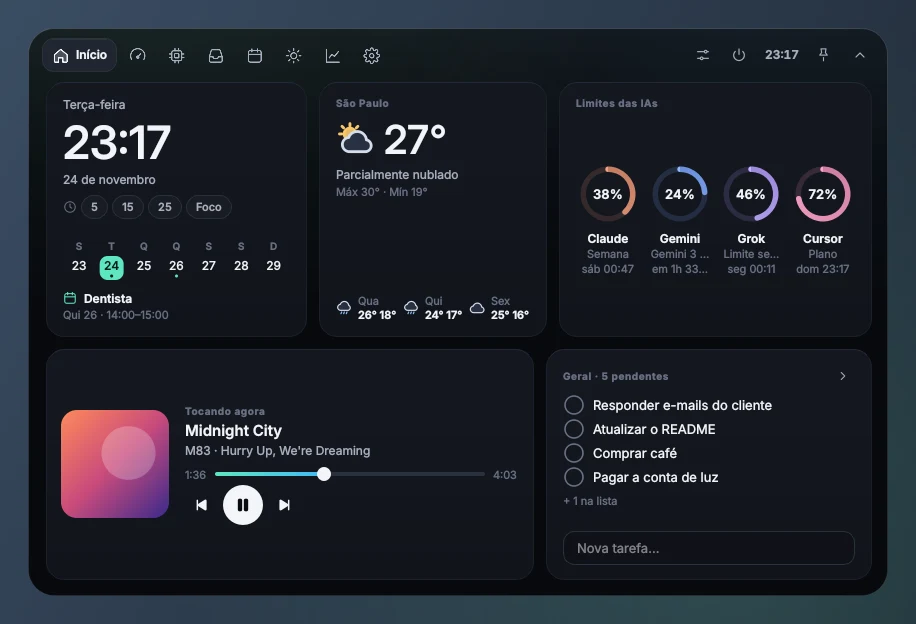 Início
23:17
Terça-feira
23:17
24 de novembro
5 15 25 Foco
S T Q Q S S D
23 24 25 26 27 28 29
Dentista
Qui 26 · 14:00–15:00
São Paulo
27°
Parcialmente nublado
Máx 30° · Mín 19°
Qua
26° 18°
Qui
24° 17°
Sex
25° 16°
Limites das IAs
38%
Claude
Semana
sáb 00:47
24%
Gemini
Gemini 3 ...
em 1h 33...
46%
Grok
Limite se...
seg 00:11
72%
Cursor
Plano
dom 23:17
Tocando agora
Midnight City
M83 · Hurry Up, We're Dreaming
1:36 4:03
Geral · 5 pendentes
Responder e-mails do cliente
Atualizar o README
Comprar café
Pagar a conta de luz
+ 1 na lista
Nova tarefa...